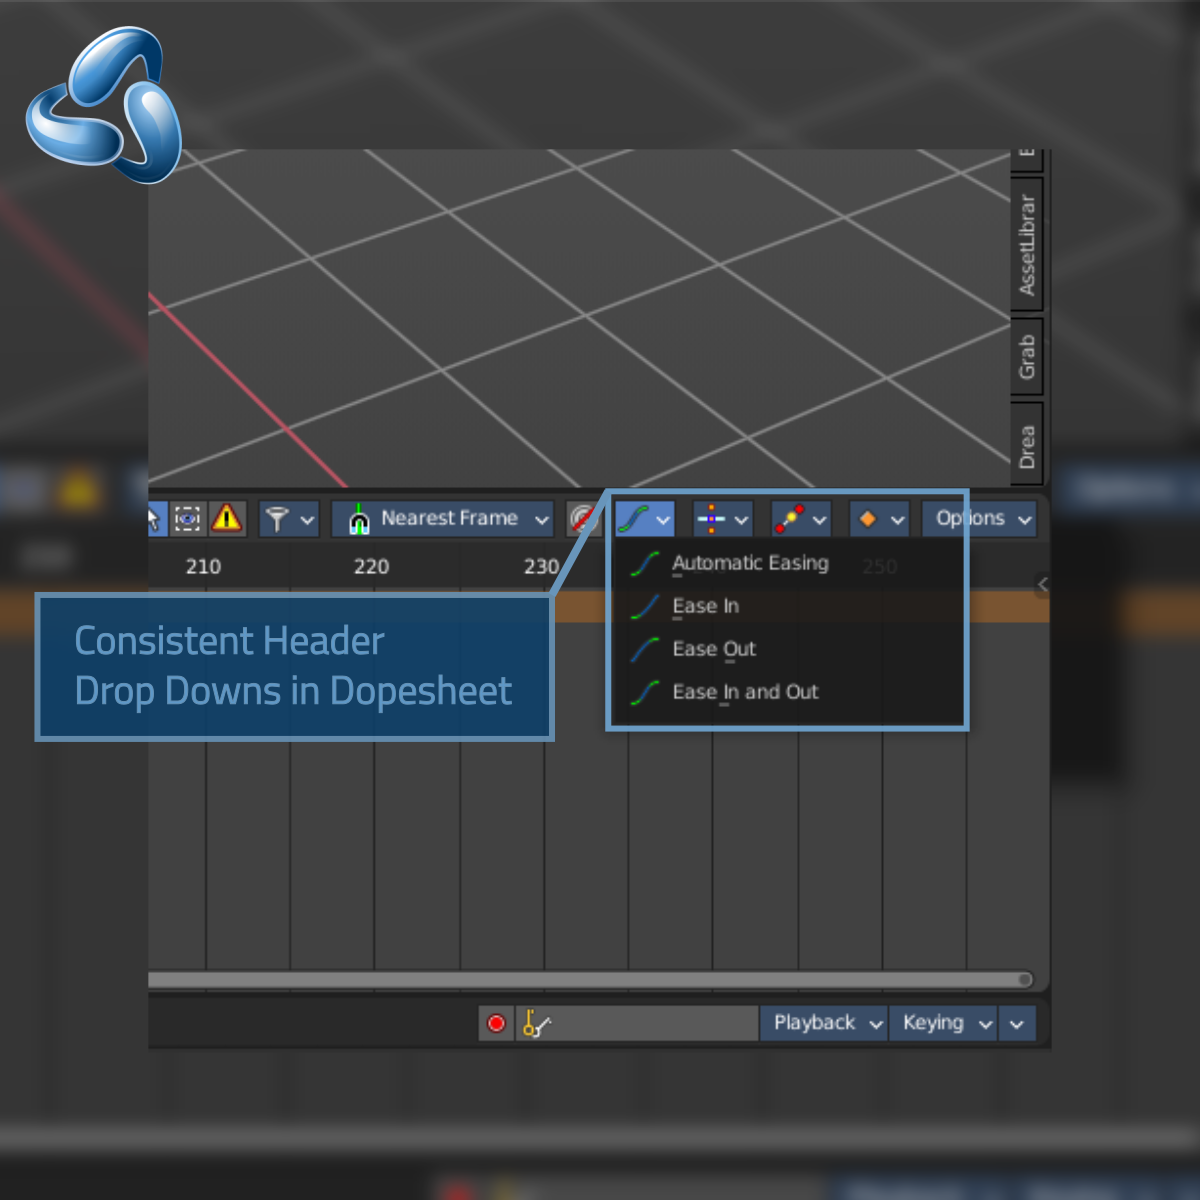 AssetLibrar
Grab
Drea
Nearest Frame
Options
210
220
230
250
Automatic Easing
Ease In
Ease Out
Ease In and Out
Consistent Header
Drop Downs in Dopesheet
Playback
Keying